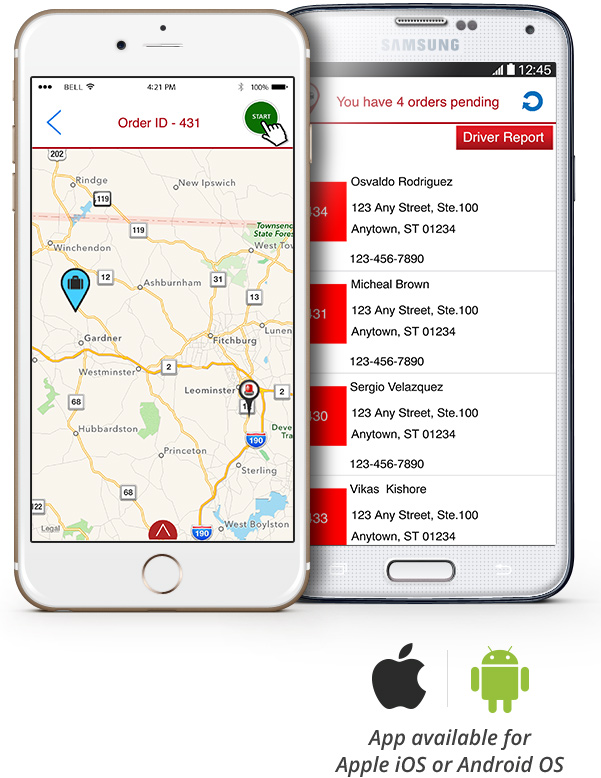 BELL
4:21 PM
100%
Order ID - 431
START
202
Rindge
New Ipswich
119
119
Townsend
State Fores
Winchendon
West Tow
12
Ashburnham
31
13
Gardner
Fitchburg
Lunen
Westminster
2
Leominster
2
68
190
Hubbardston
Deve
Tra
Princeton
Sterling
68
122
Legal
190
West Boylston
SAMSUNG
12:45
You have 4 orders pending
Driver Report
434
Osvaldo Rodriguez
123 Any Street, Ste.100
Anytown, ST 01234
123-456-7890
431
Micheal Brown
123 Any Street, Ste.100
Anytown, ST 01234
123-456-7890
430
Sergio Velazquez
123 Any Street, Ste.100
Anytown, ST 01234
123-456-7890
433
Vikas Kishore
123 Any Street, Ste.100
Anytown, ST 01234
App available for
Apple iOS or Android OS